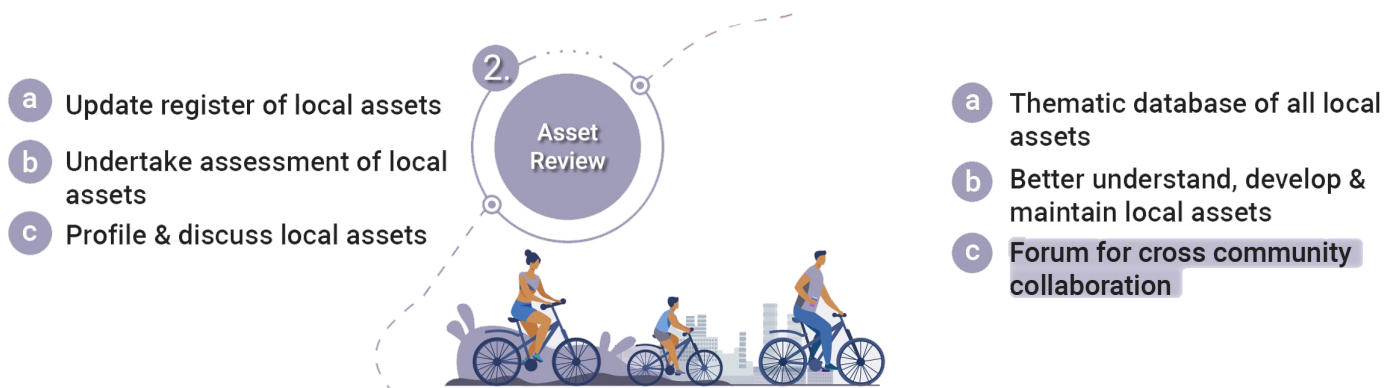 a Update register of local assets
b Undertake assessment of local
assets
c Profile & discuss local assets
2.
Asset
Review
a Thematic database of all local
assets
b Better understand, develop &
maintain local assets
c Forum for cross community
collaboration